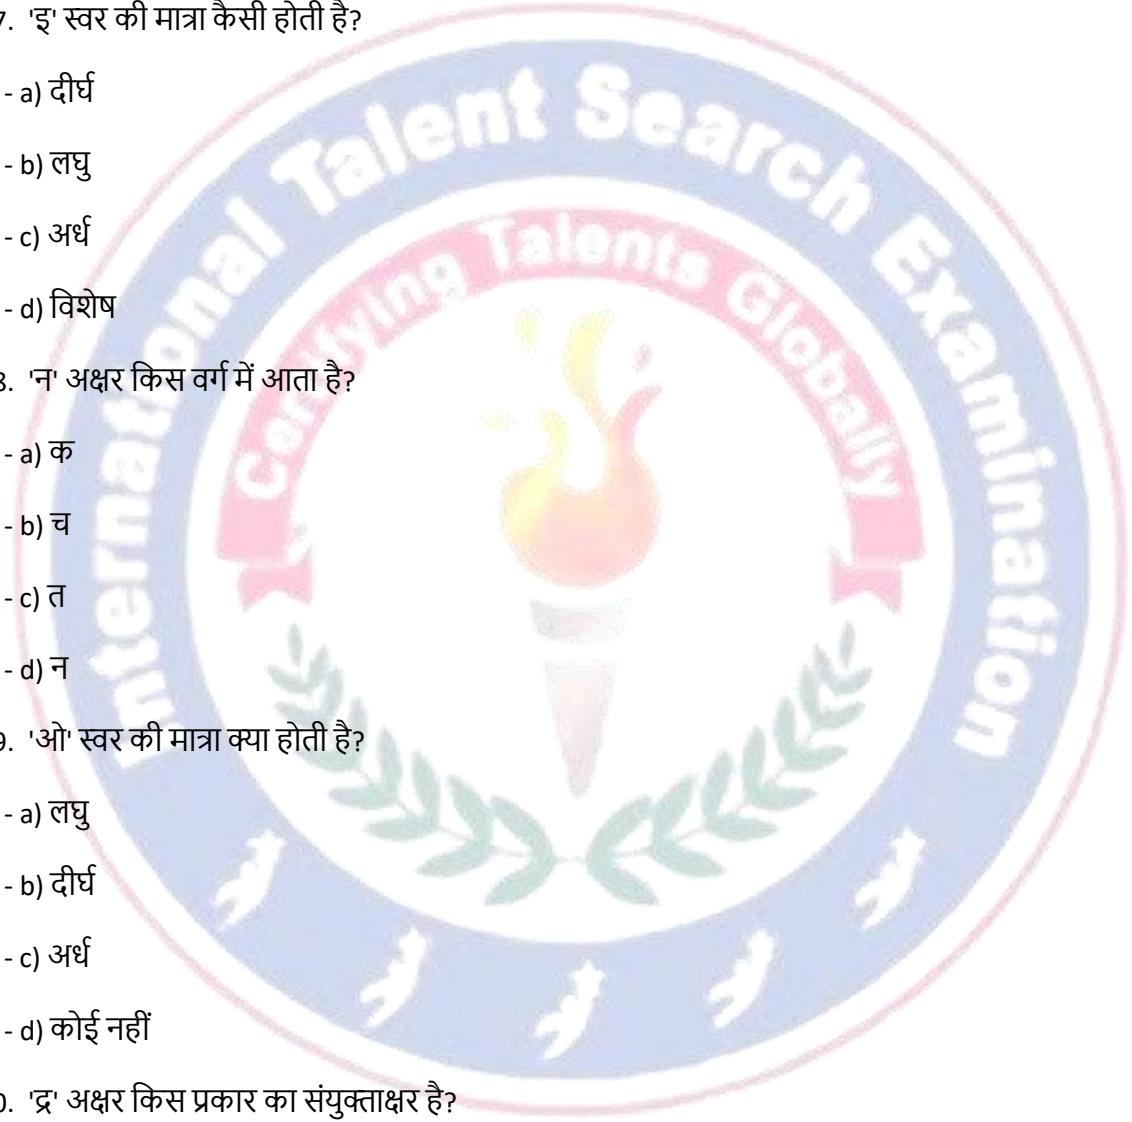 7. 'इ' स्वर की मात्रा कैसी होती है?
- a) दीर्घ
- b) लघु
- c) अर्ध
- d) विशेष
8. 'न' अक्षर किस वर्ग में आता है?
- a) क
- b) च
- c) त
- d) न
9. 'ओ' स्वर की मात्रा क्या होती है?
- a) लघु
- b) दीर्घ
- c) अर्ध
- d) कोई नहीं
0. 'द्र' अक्षर किस प्रकार का संयुक्ताक्षर है?
International Talent Search Examination
Carrying Talents Globally